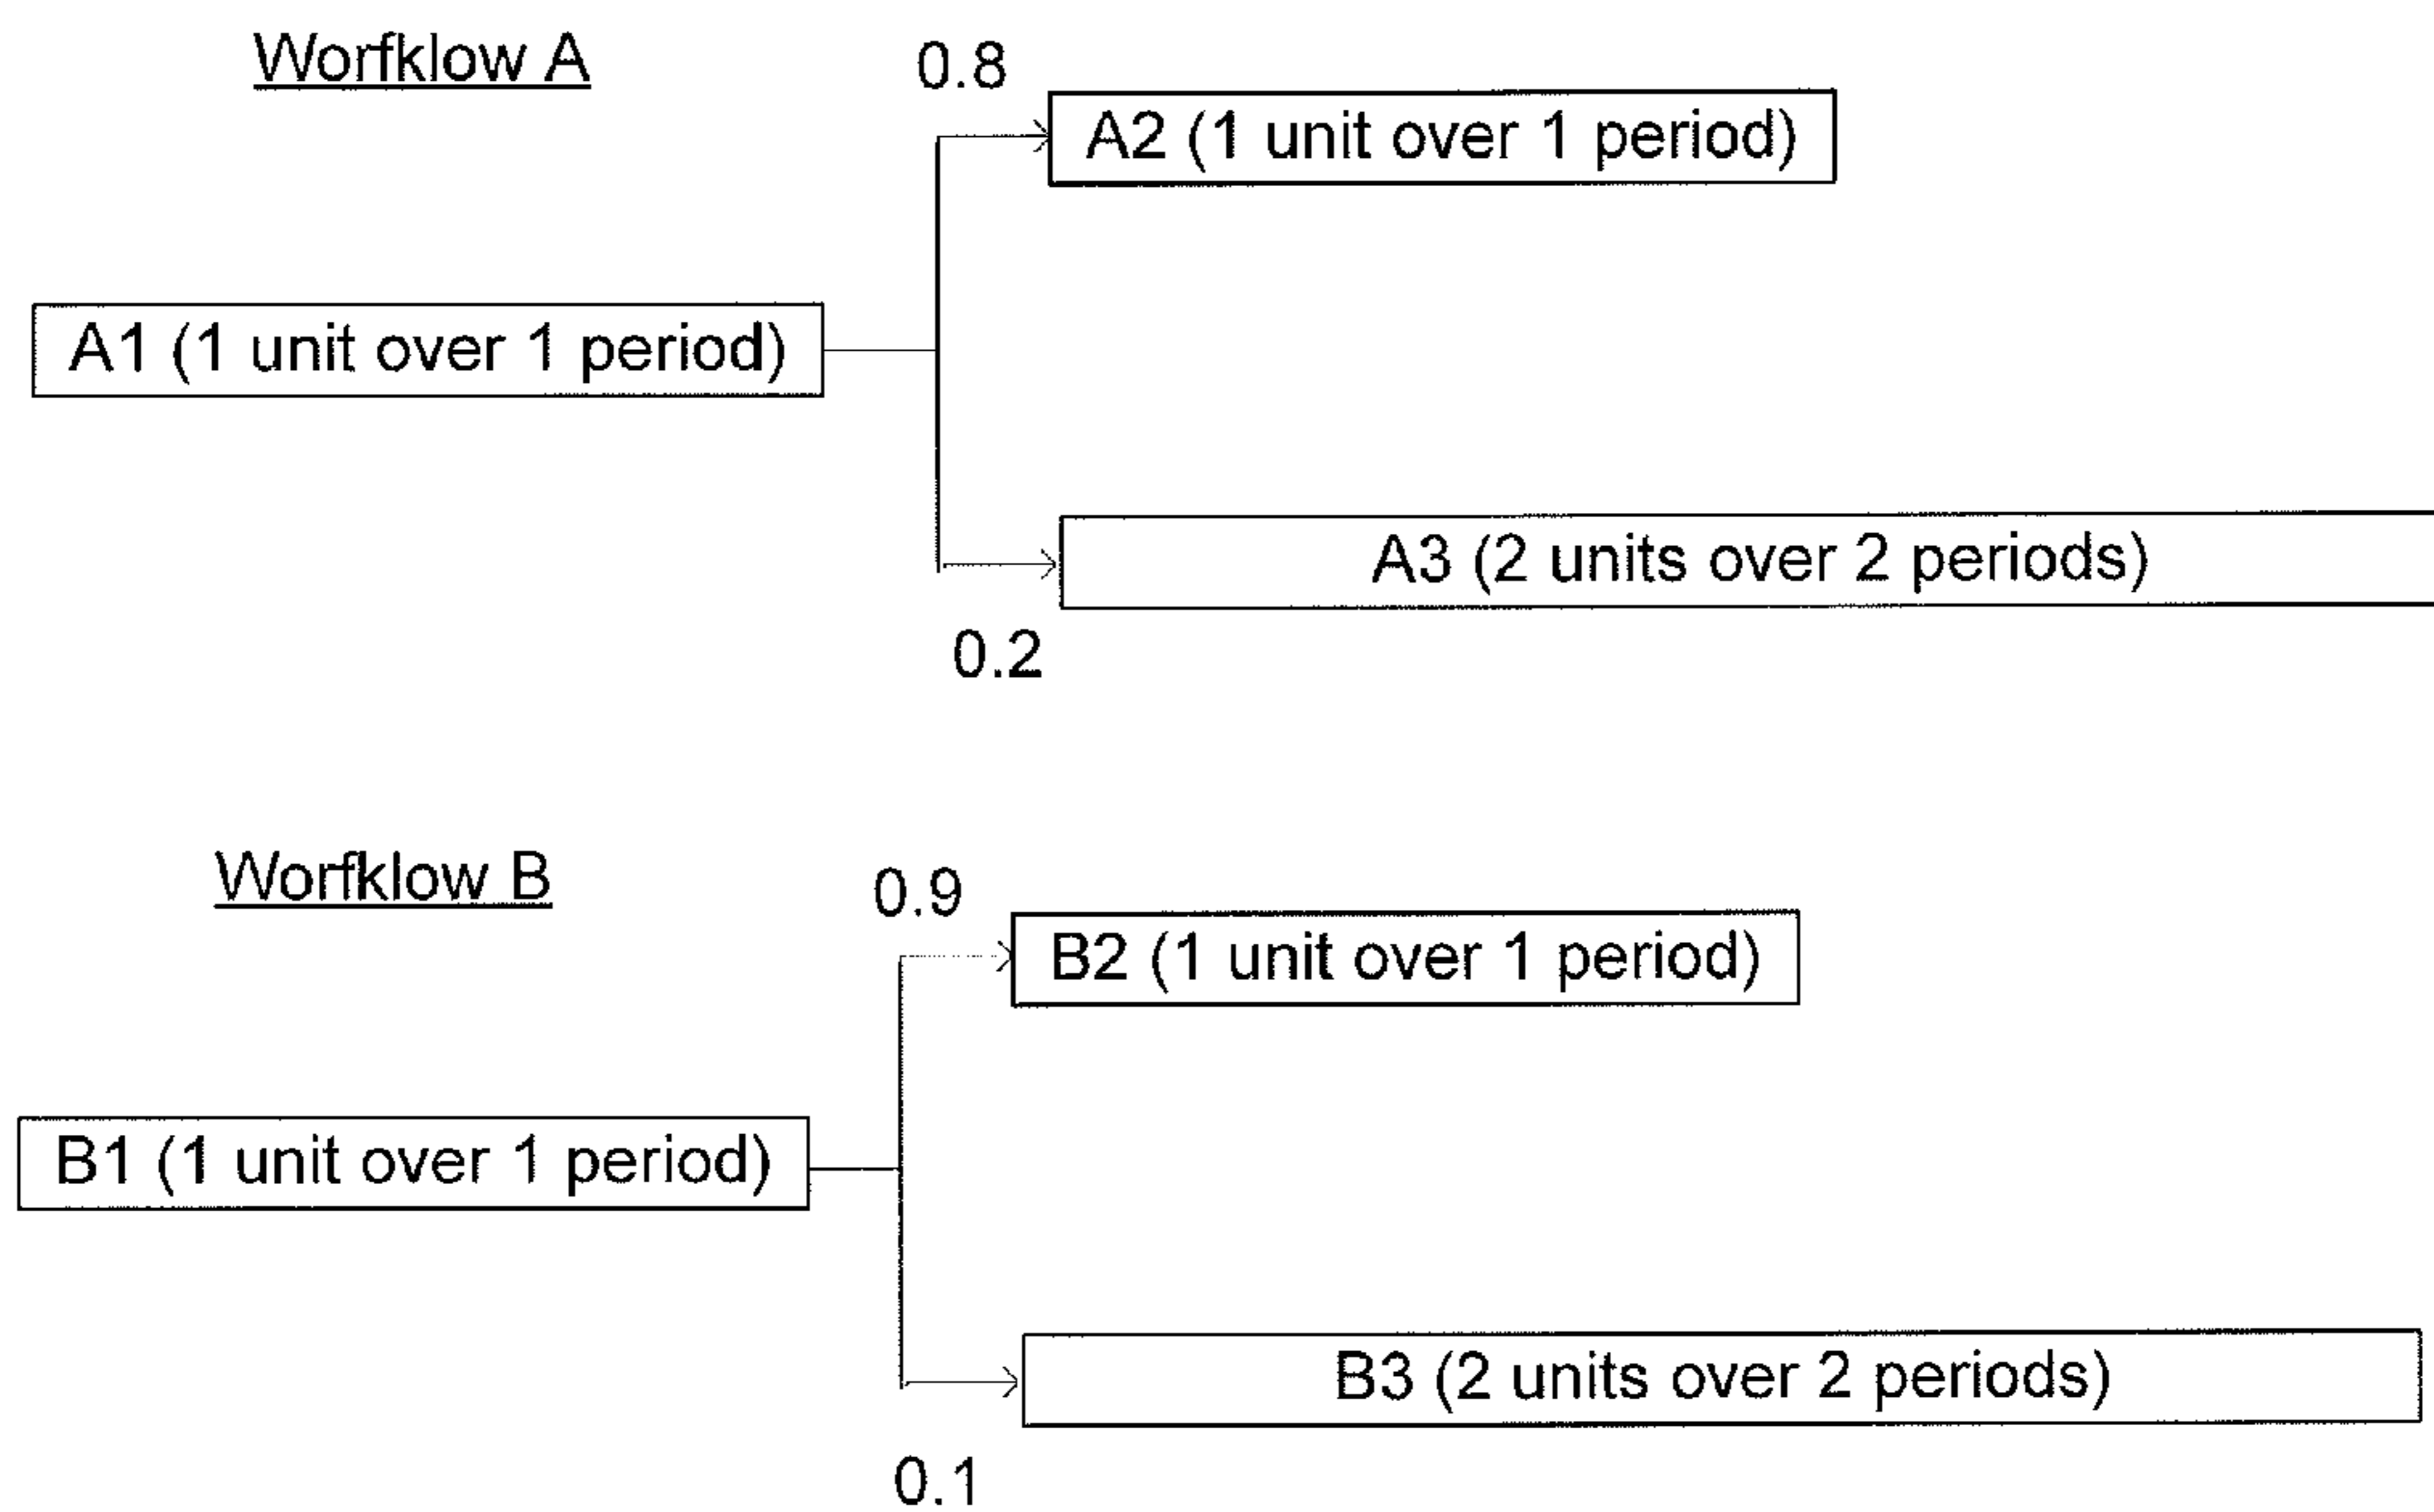 Worfklow A
0.8
A2 (1 unit over 1 period)
A1 (1 unit over 1 period)
A3 (2 units over 2 periods)
0.2
Worfklow B
0.9
B2 (1 unit over 1 period)
B1 (1 unit over 1 period)
B3 (2 units over 2 periods)
0.1